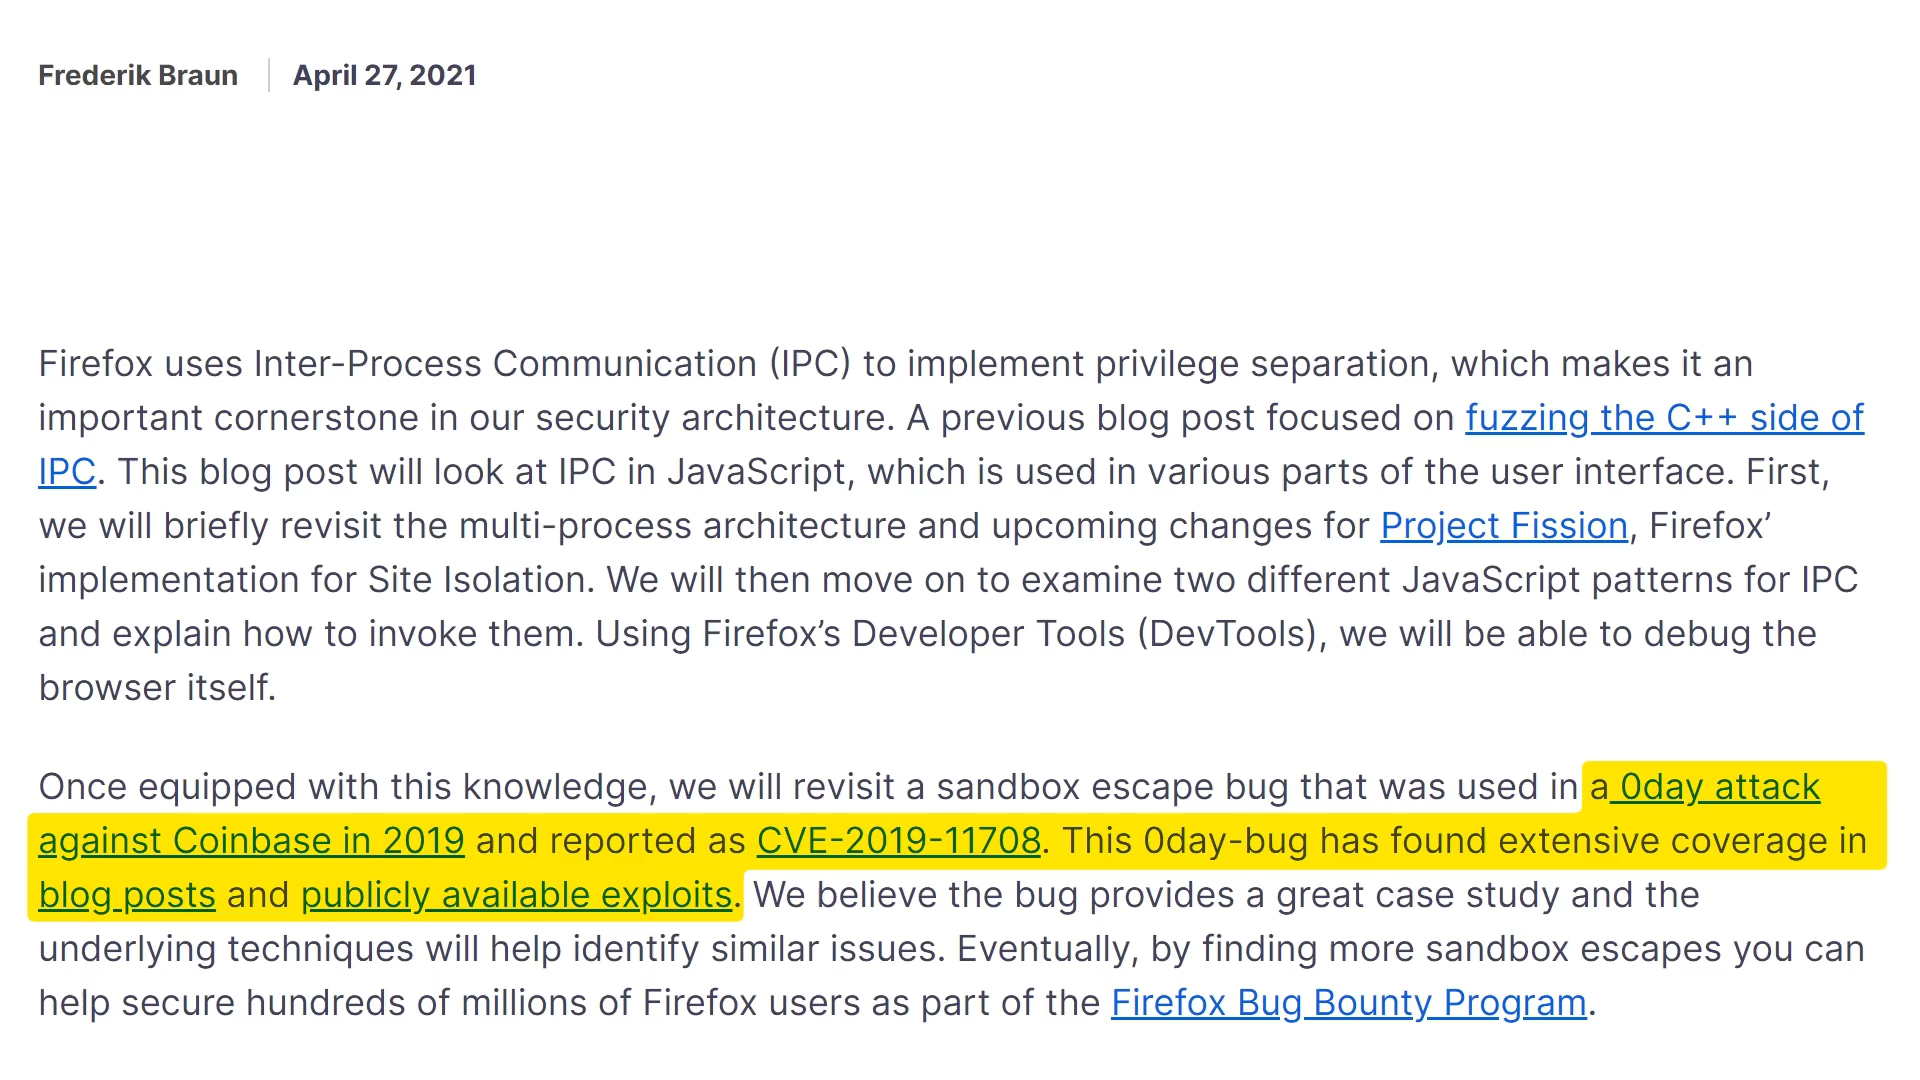 Frederik Braun | April 27, 2021
Firefox uses Inter-Process Communication (IPC) to implement privilege separation, which makes it an
important cornerstone in our security architecture. A previous blog post focused on fuzzing the C++ side of
IPC. This blog post will look at IPC in JavaScript, which is used in various parts of the user interface. First,
we will briefly revisit the multi-process architecture and upcoming changes for Project Fission, Firefox’
implementation for Site Isolation. We will then move on to examine two different JavaScript patterns for IPC
and explain how to invoke them. Using Firefox’s Developer Tools (DevTools), we will be able to debug the
browser itself.
Once equipped with this knowledge, we will revisit a sandbox escape bug that was used in a 0day attack
against Coinbase in 2019 and reported as CVE-2019-11708. This 0day-bug has found extensive coverage in
blog posts and publicly available exploits. We believe the bug provides a great case study and the
underlying techniques will help identify similar issues. Eventually, by finding more sandbox escapes you can
help secure hundreds of millions of Firefox users as part of the Firefox Bug Bounty Program.